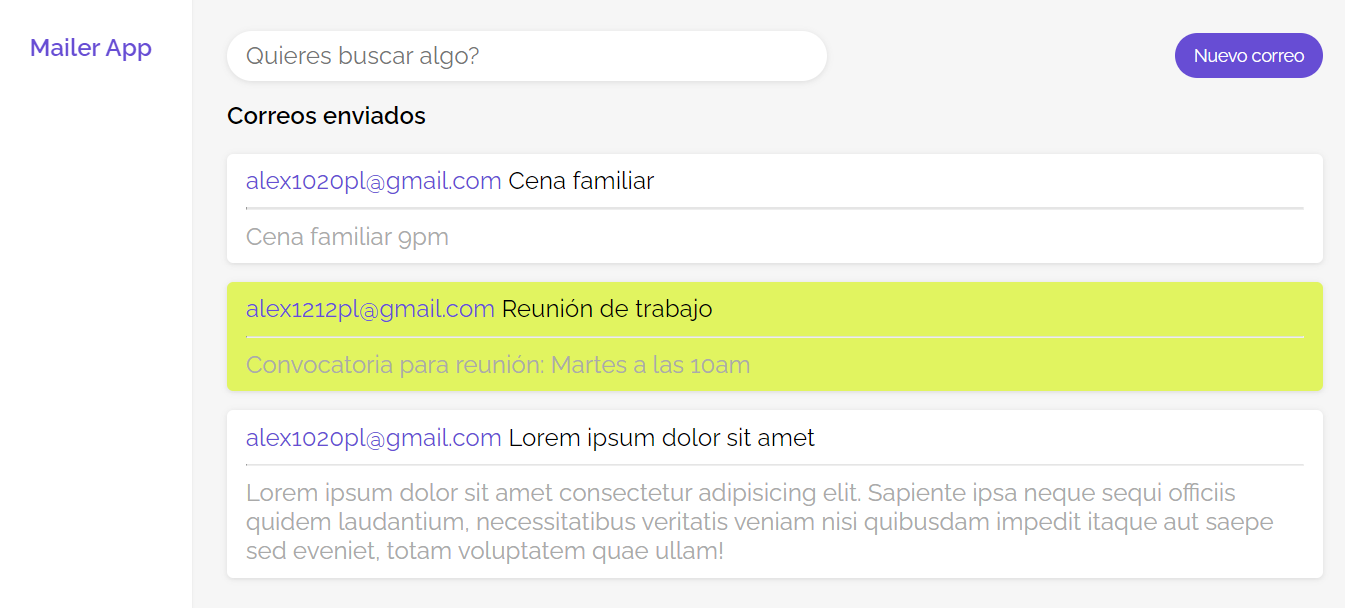 Mailer App
Quieres buscar algo?
Nuevo correo
Correos enviados
alex1020pl@gmail.com Cena familiar
Cena familiar 9pm
alex1212pl@gmail.com Reunión de trabajo
Convocatoria para reunión: Martes a las 10am
alex1020pl@gmail.com Lorem ipsum dolor sit amet
Lorem ipsum dolor sit amet consectetur adipisicing elit. Sapiente ipsa neque sequi officiis
quidem laudantium, necessitatibus veritatis veniam nisi quibusdam impedit itaque aut saepe
sed eveniet, totam voluptatem quae ullam!